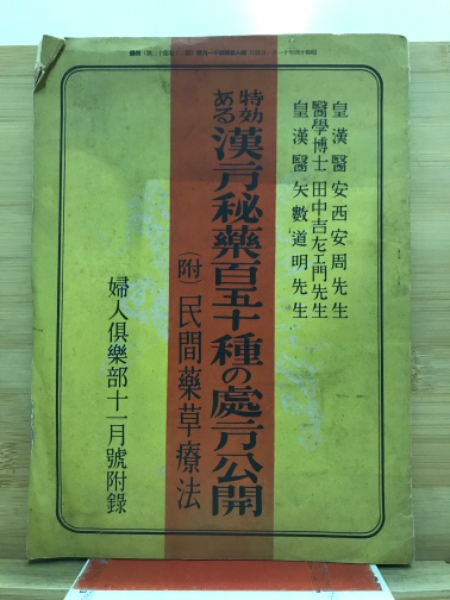 皇漢醫 安西安周先生
醫學博士 田中吉左エ門先生
皇漢醫 矢數道明先生
特効ある
漢方秘藥百五十種の處方公開
(附)民間藥草療法
婦人倶樂部十一月號附錄